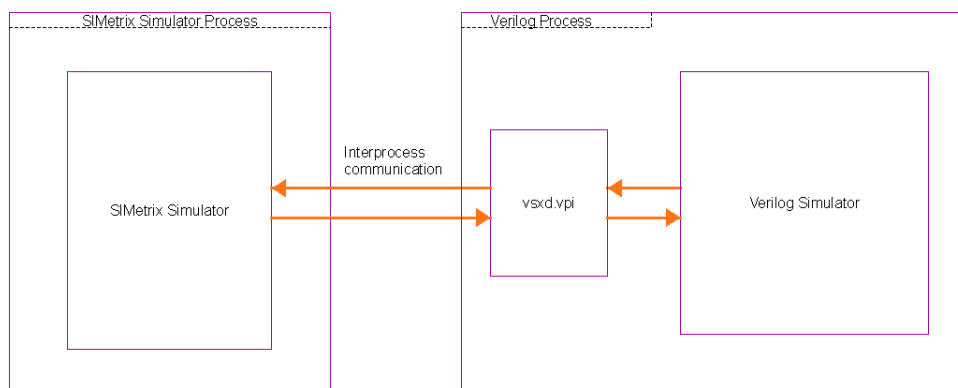 SIMetrix Simulator Process
Verilog Process
Interprocess
communication
SIMetrix Simulator
vsxd.vpi
Verilog Simulator